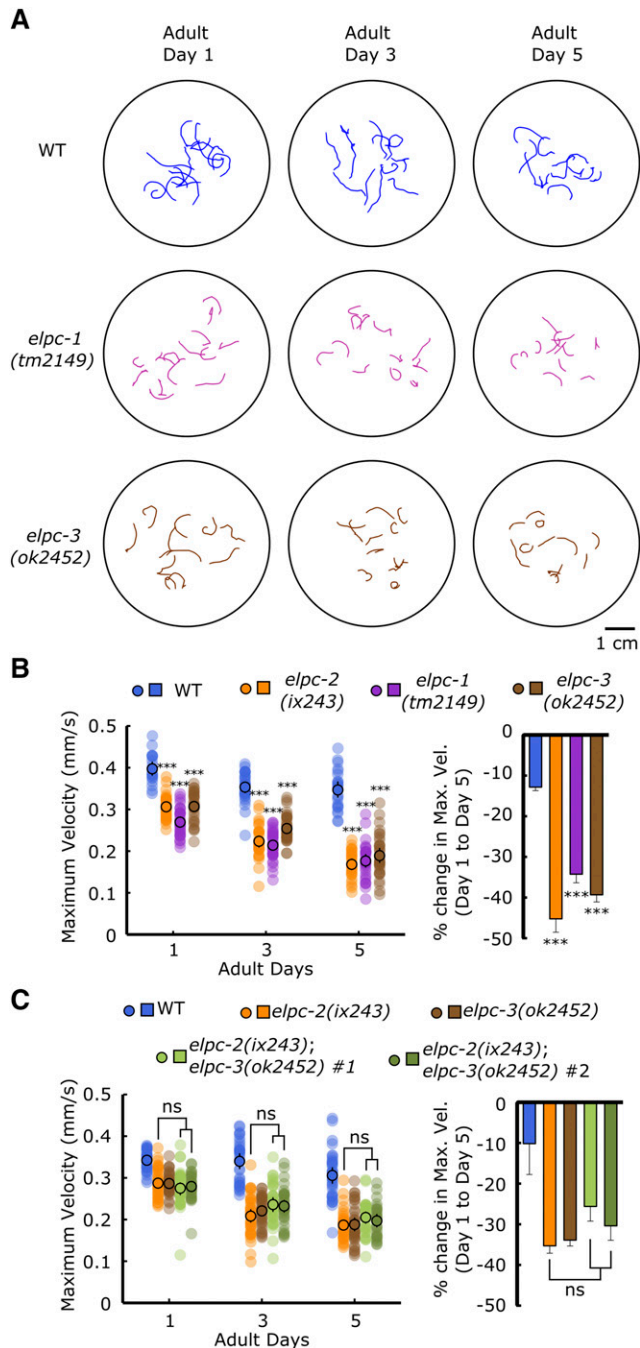 A
Adult Day 1
Adult Day 3
Adult Day 5
WT
elpc-1
(tm2149)
elpc-3
(ok2452)
1 cm
B
WT
elpc-2
(ix243)
elpc-1
(tm2149)
elpc-3
(ok2452)
Maximum Velocity (mm/s)
0.5
0.4
0.3
0.2
0.1
0
*** *** ***
*** *** ***
*** *** ***
1 3 5
Adult Days
% change in Max. Vel.
(Day 1 to Day 5)
0
-10
-20
-30
-40
-50
*** *** ***
C
WT
elpc-2(ix243)
elpc-3(ok2452)
elpc-2(ix243);
elpc-3(ok2452) #1
elpc-2(ix243);
elpc-3(ok2452) #2
Maximum Velocity (mm/s)
0.5
0.4
0.3
0.2
0.1
0
ns ns ns
1 3 5
Adult Days
% change in Max. Vel.
(Day 1 to Day 5)
0
-10
-20
-30
-40
-50
ns